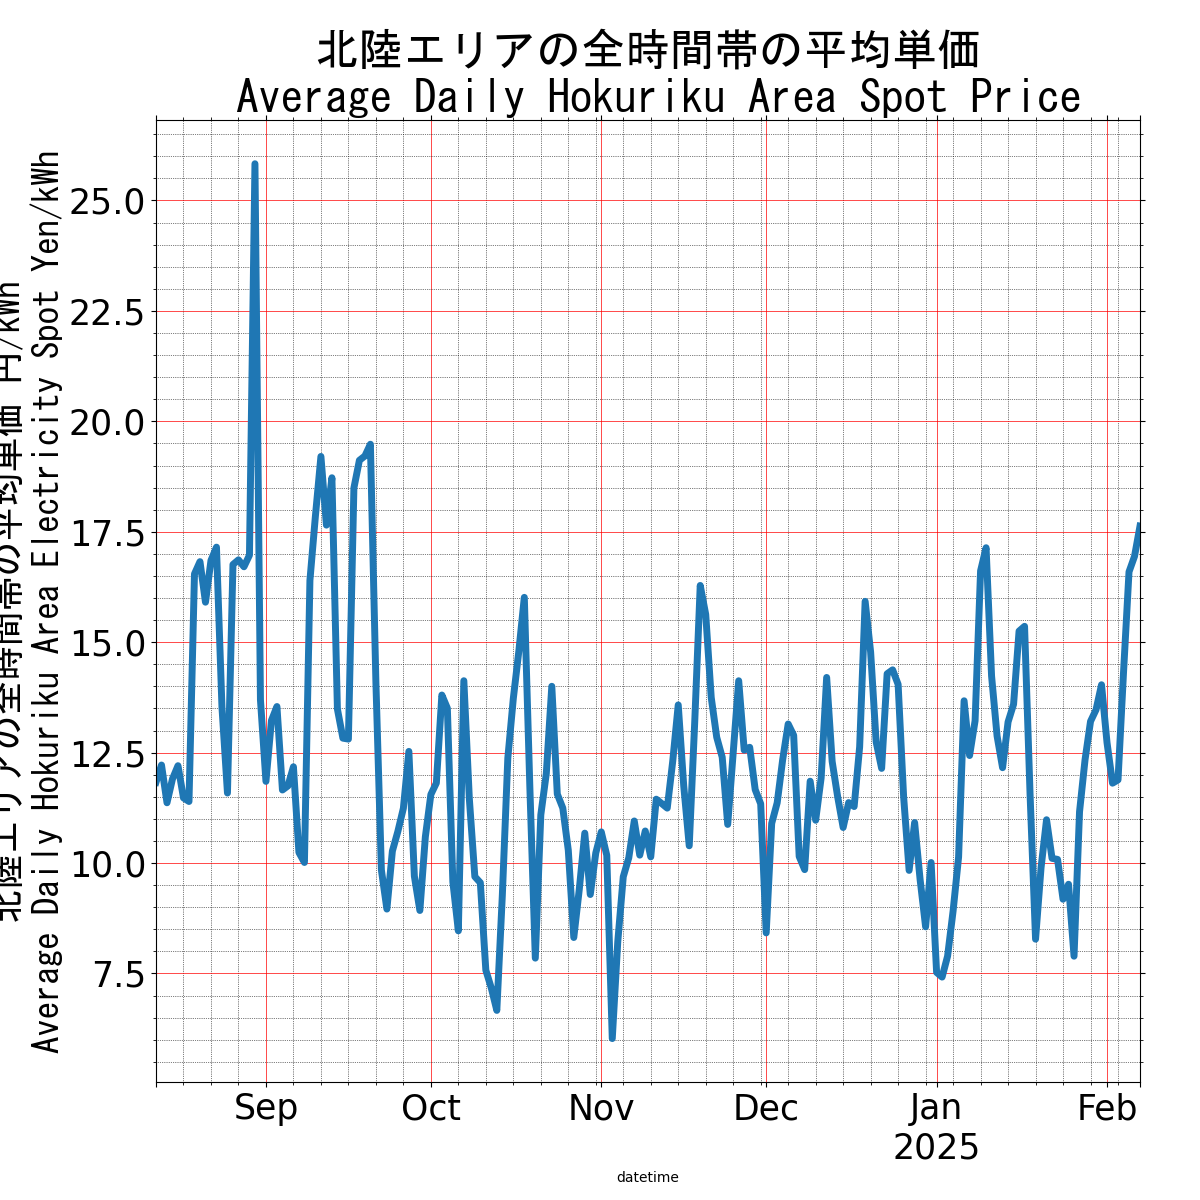 北陸エリアの全時間帯の平均単価
Average Daily Hokuriku Area Spot Price
北陸エリアの全時間帯の平均単価 円/kWh
Average Daily Hokuriku Area Electricity Spot Yen/kWh
25.0
22.5
20.0
17.5
15.0
12.5
10.0
7.5
Sep
Oct
Nov
Dec
Jan
2025
Feb
datetime